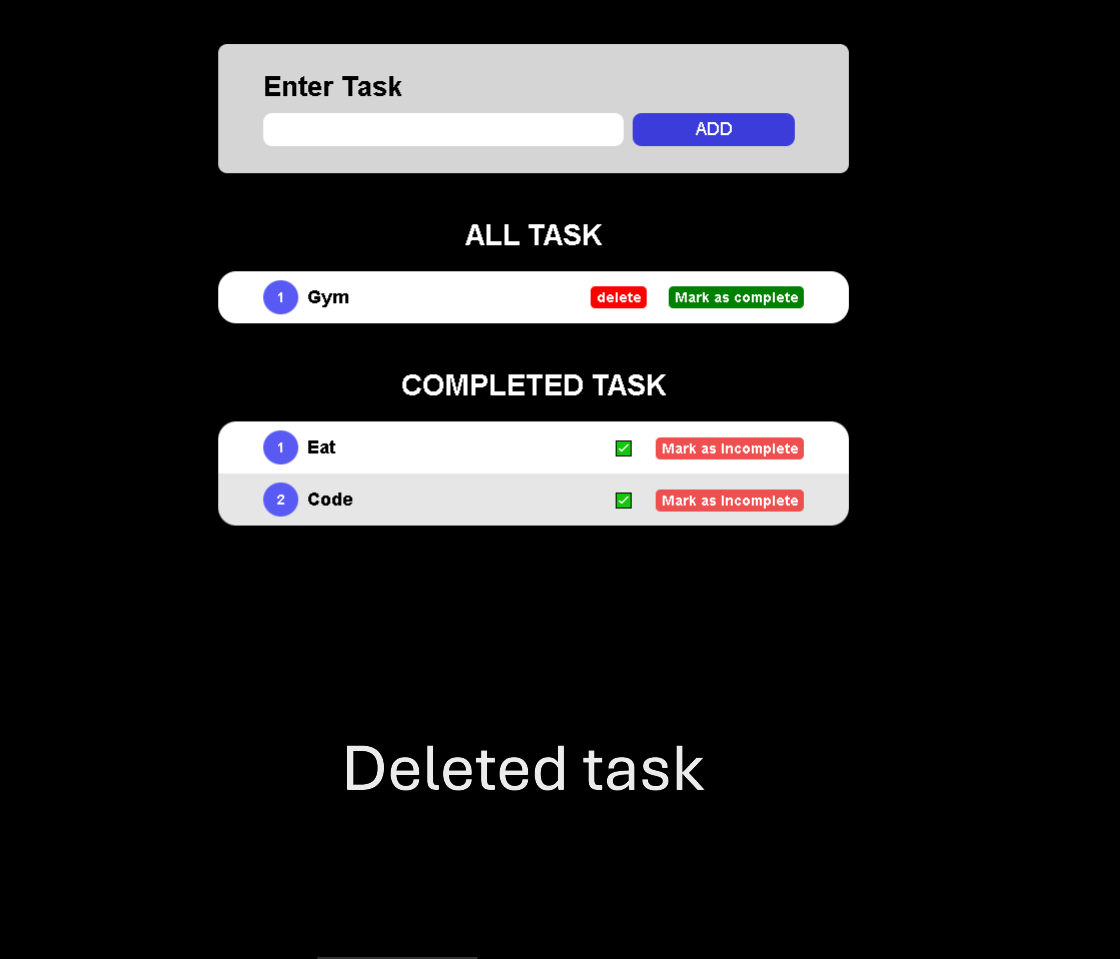 Enter Task
ADD
ALL TASK
1 Gym delete Mark as complete
COMPLETED TASK
1 Eat Mark as Incomplete
2 Code Mark as Incomplete
Deleted task